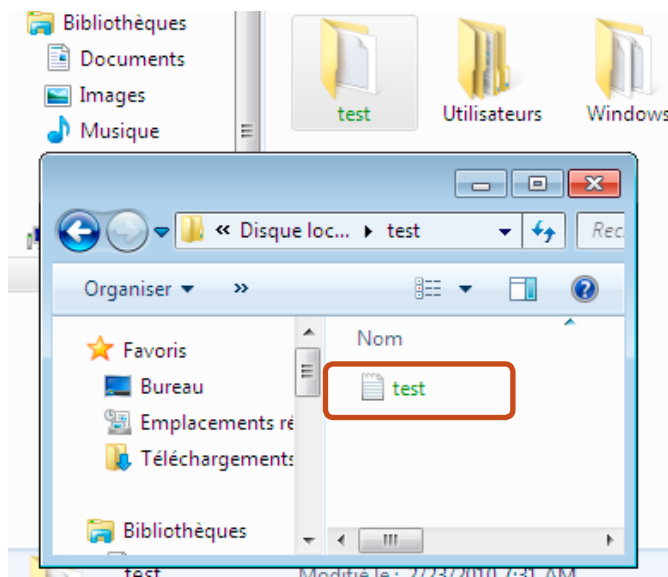 Bibliothèques
Documents
Images
Musique
test
Utilisateurs
Windows
« Disque loc... ▸ test
Rec
Organiser
»
Favoris
Bureau
Emplacements ré
Téléchargements
Bibliothèques
Nom
test
test
Modifié le : 2/23/2010 7:31 AM